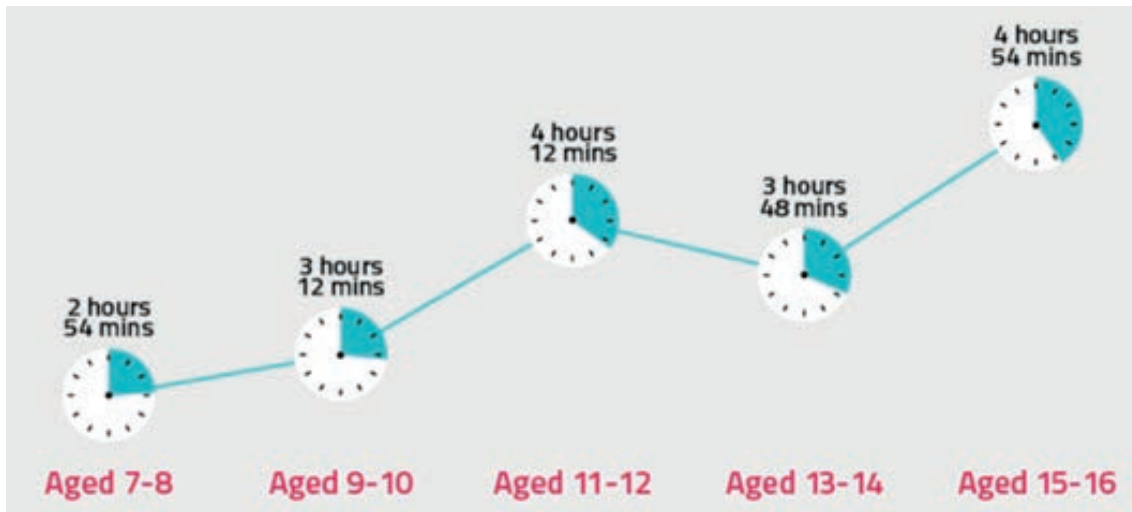 2 hours
54 mins
Aged 7-8
3 hours
12 mins
Aged 9-10
4 hours
12 mins
Aged 11-12
3 hours
48 mins
Aged 13-14
4 hours
54 mins
Aged 15-16